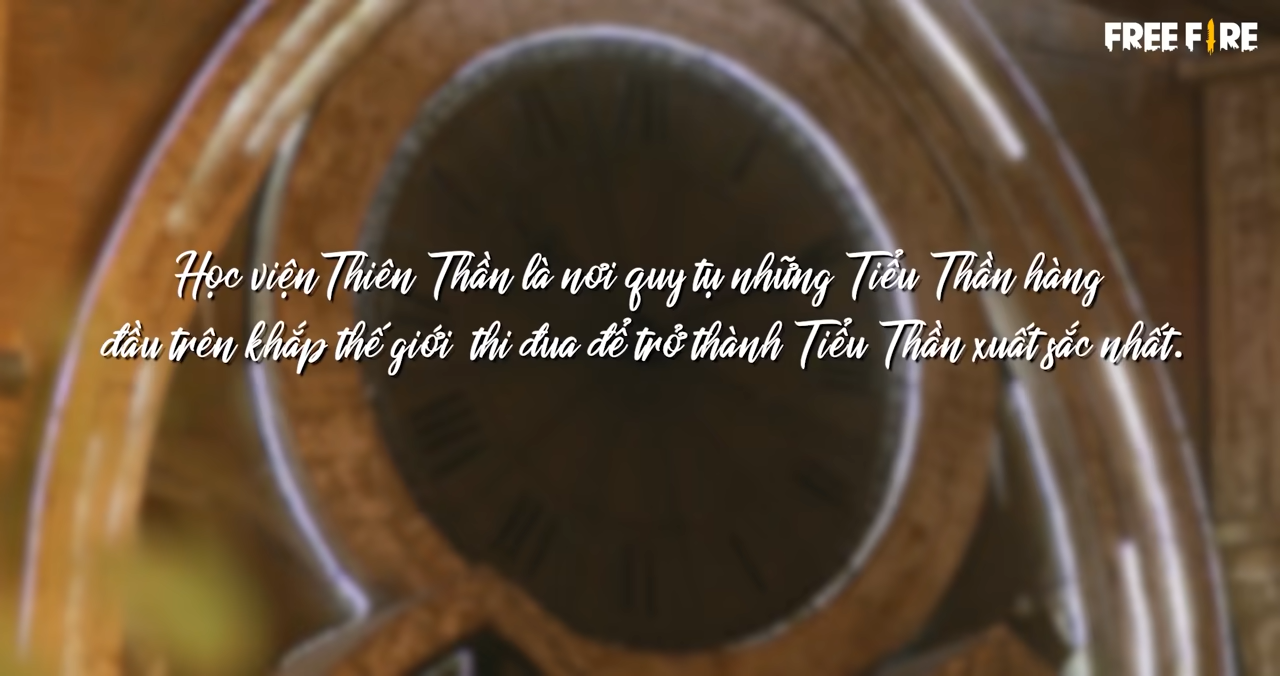 FREE FIRE
Học viện Thiên Thần là nơi quy tụ những Tiểu Thần hàng
đầu trên khắp thế giới thi đua để trở thành Tiểu Thần xuất sắc nhất.